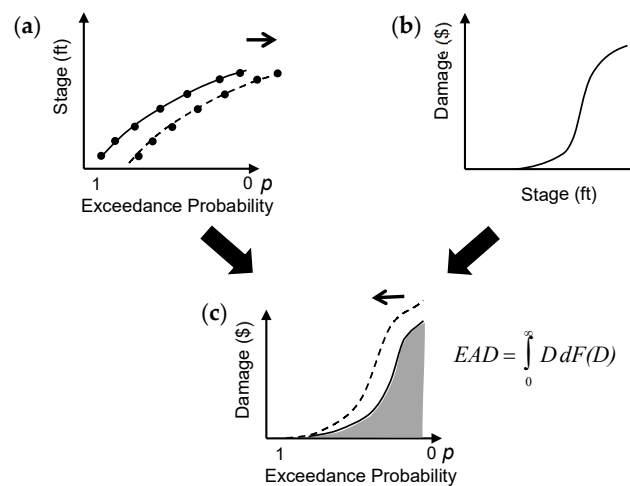 (a)
Stage (ft)
1
0 p
Exceedance Probability
(b)
Damage ($)
Stage (ft)
(c)
Damage ($)
1
0 p
Exceedance Probability
EAD = ∫₀^∞ D dF(D)